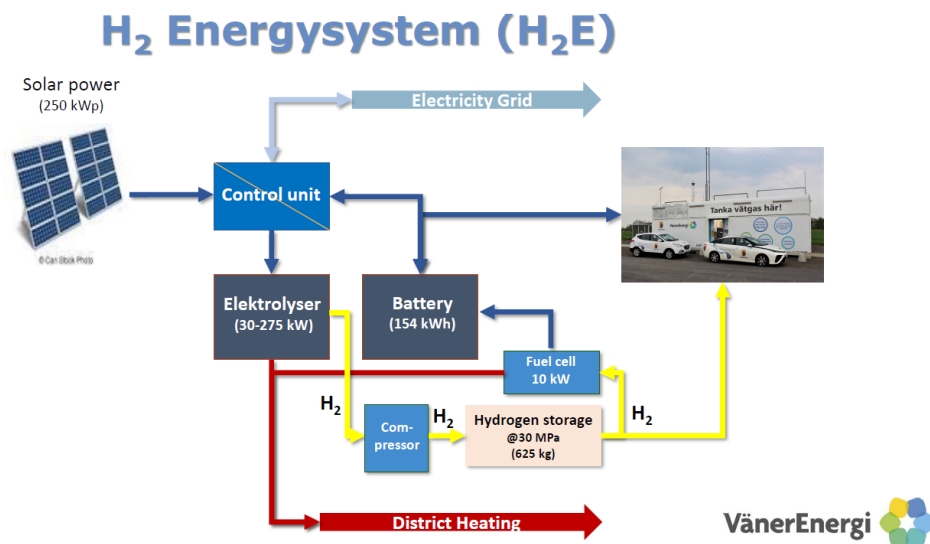 H₂ Energysystem (H₂E)
Solar power
(250 kWp)
Electricity Grid
Control unit
Tanka vätgas här!
VänerEnergi
© Can Stock Photo
Elektrolyser
(30-275 kW)
Battery
(154 kWh)
Fuel cell
10 kW
H₂
Com-
pressor
H₂
Hydrogen storage
@30 MPa
(625 kg)
H₂
District Heating
VänerEnergi